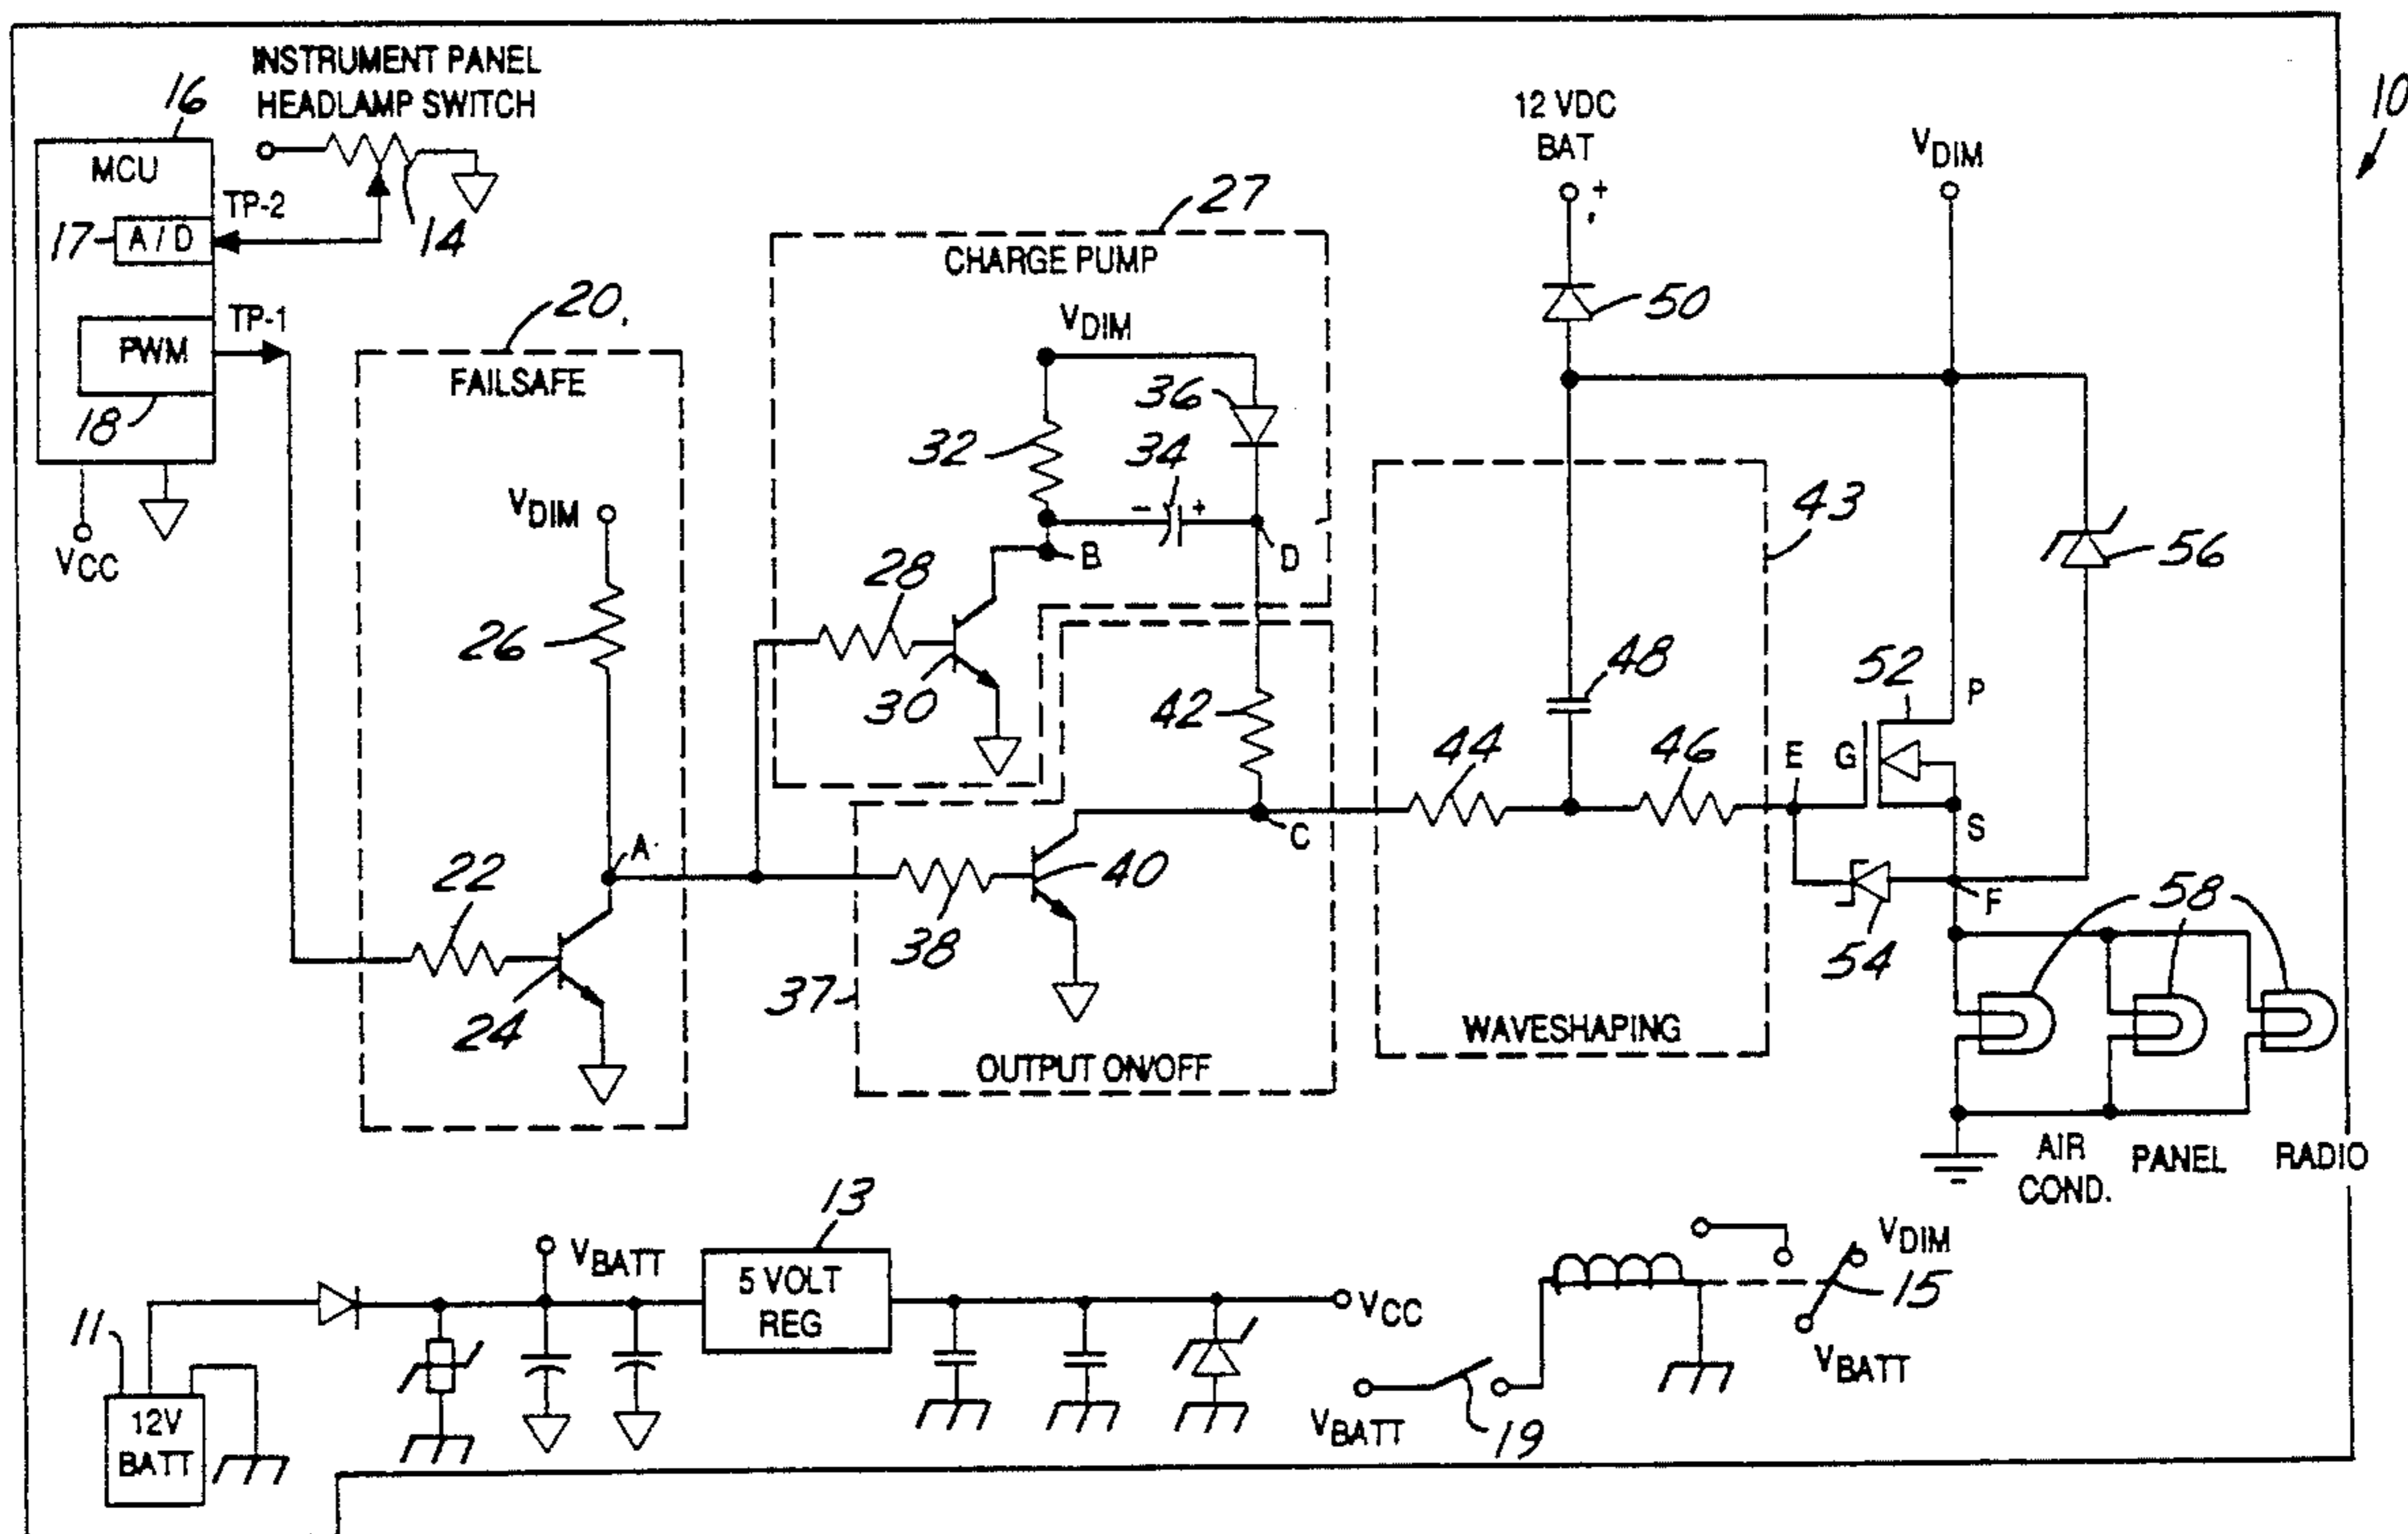 INSTRUMENT PANEL
HEADLAMP SWITCH
16
MCU
TP-2
17
A / D
14
TP-1
PWM
18
VCC
20
FAILSAFE
VDIM
26
A
22
24
27
CHARGE PUMP
VDIM
36
32
34
- +
B
D
28
30
42
C
40
38
37
OUTPUT ON/OFF
12 VDC
BAT
+
50
VDIM
10
43
56
48
52
P
44
46
E
G
S
F
54
58
WAVESHAPING
AIR
COND.
PANEL
RADIO
13
VBATT
5 VOLT
REG
VCC
11
12V
BATT
VDIM
15
VBATT
VBATT
19